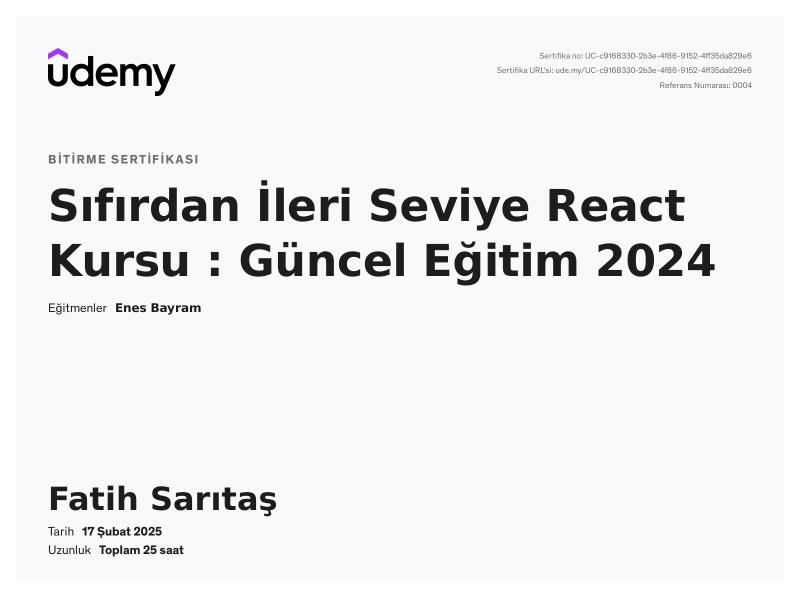 udemy
Sertifika no: UC-c9168330-2b3e-4f86-9152-4ff35da829e6
Sertifika URL'si: ude.my/UC-c9168330-2b3e-4f86-9152-4ff35da829e6
Referans Numarası: 0004
BİTİRME SERTİFİKASI
Sıfırdan İleri Seviye React
Kursu : Güncel Eğitim 2024
Eğitmenler Enes Bayram
Fatih Sarıtaş
Tarih 17 Şubat 2025
Uzunluk Toplam 25 saat